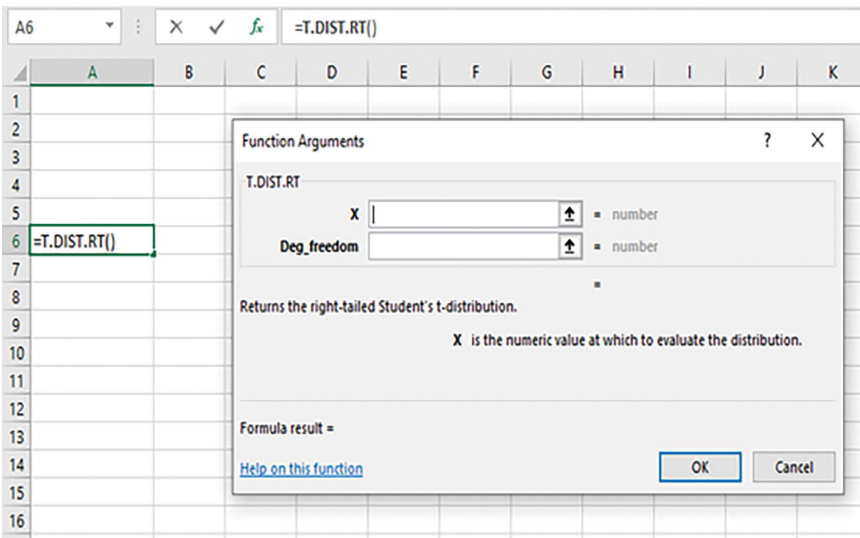 A6 fx =T.DIST.RT()
A B C D E F G H I J K
1
2
3
4
5
6 =T.DIST.RT()
7
8
9
10
11
12
13
14
15
16
Function Arguments ? X
T.DIST.RT
X = number
Deg_freedom = number
=
Returns the right-tailed Student's t-distribution.
X is the numeric value at which to evaluate the distribution.
Formula result =
Help on this function
OK Cancel